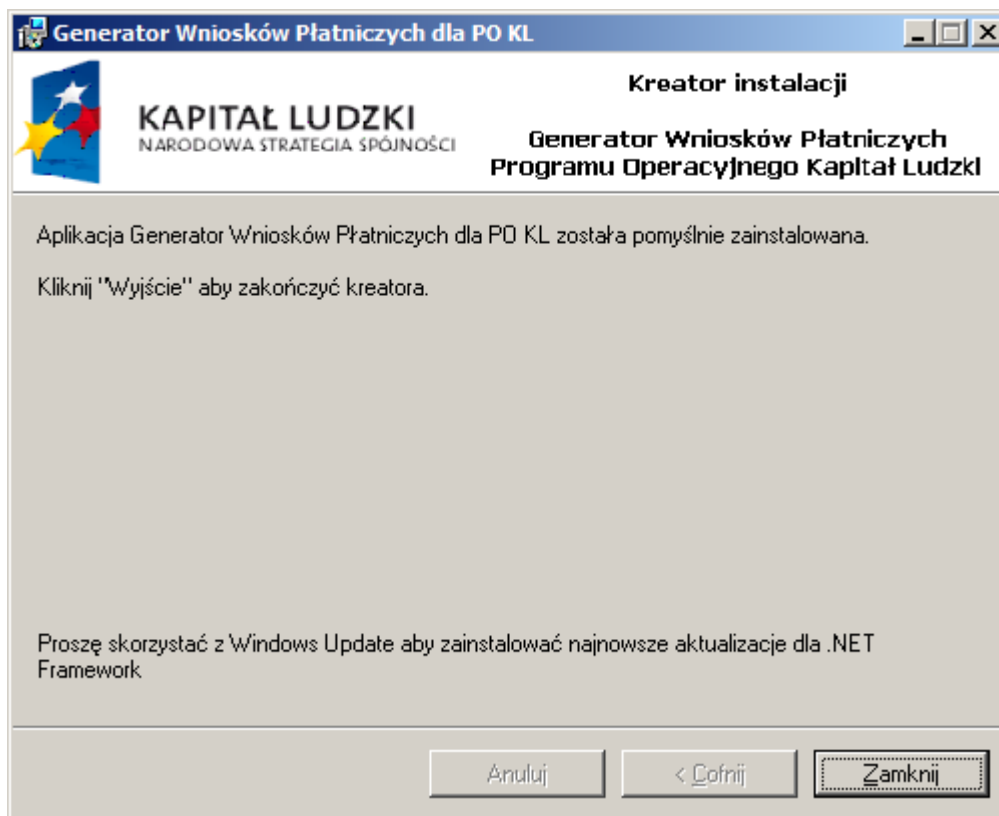 Generator Wniosków Płatniczych dla PO KL
KAPITAŁ LUDZKI
NARODOWA STRATEGIA SPÓJNOŚCI
Kreator instalacji
Generator Wniosków Płatniczych
Programu Operacyjnego Kapitał Ludzki
Aplikacja Generator Wniosków Płatniczych dla PO KL została pomyślnie zainstalowana.
Kliknij "Wyjście" aby zakończyć kreatora.
Proszę skorzystać z Windows Update aby zainstalować najnowsze aktualizacje dla .NET
Framework
Anuluj
< Cofnij
Zamknij